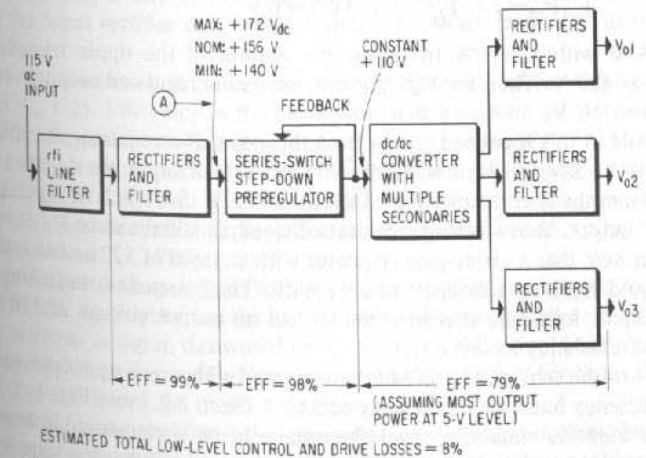 MAX: +172 Vdc
NOM: +156 V
MIN: +140 V
CONSTANT
+110 V
RECTIFIERS
AND
FILTER
Vo1
115 V
ac
INPUT
A
FEEDBACK
rfi
LINE
FILTER
RECTIFIERS
AND
FILTER
SERIES-SWITCH
STEP-DOWN
PREREGULATOR
dc/ac
CONVERTER
WITH
MULTIPLE
SECONDARIES
RECTIFIERS
AND
FILTER
Vo2
RECTIFIERS
AND
FILTER
Vo3
EFF = 99%
EFF = 98%
EFF = 79%
(ASSUMING MOST OUTPUT
POWER AT 5-V LEVEL)
ESTIMATED TOTAL LOW-LEVEL CONTROL AND DRIVE LOSSES = 8%